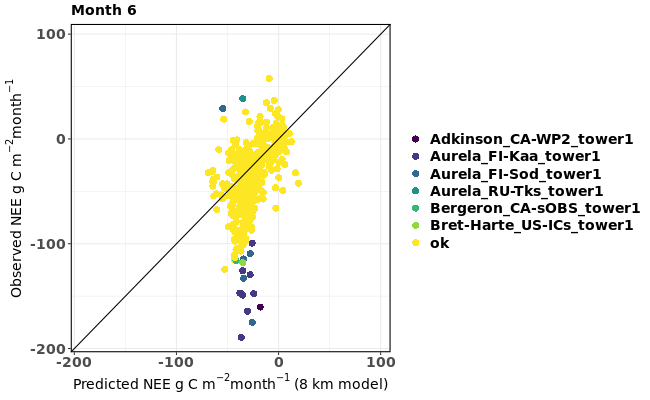 Month 6
100
0
-100
-200
-200 -100 0 100
Observed NEE g C m⁻²month⁻¹
Predicted NEE g C m⁻²month⁻¹ (8 km model)
Adkinson_CA-WP2_tower1
Aurela_FI-Kaa_tower1
Aurela_FI-Sod_tower1
Aurela_RU-Tks_tower1
Bergeron_CA-sOBS_tower1
Bret-Harte_US-ICs_tower1
ok